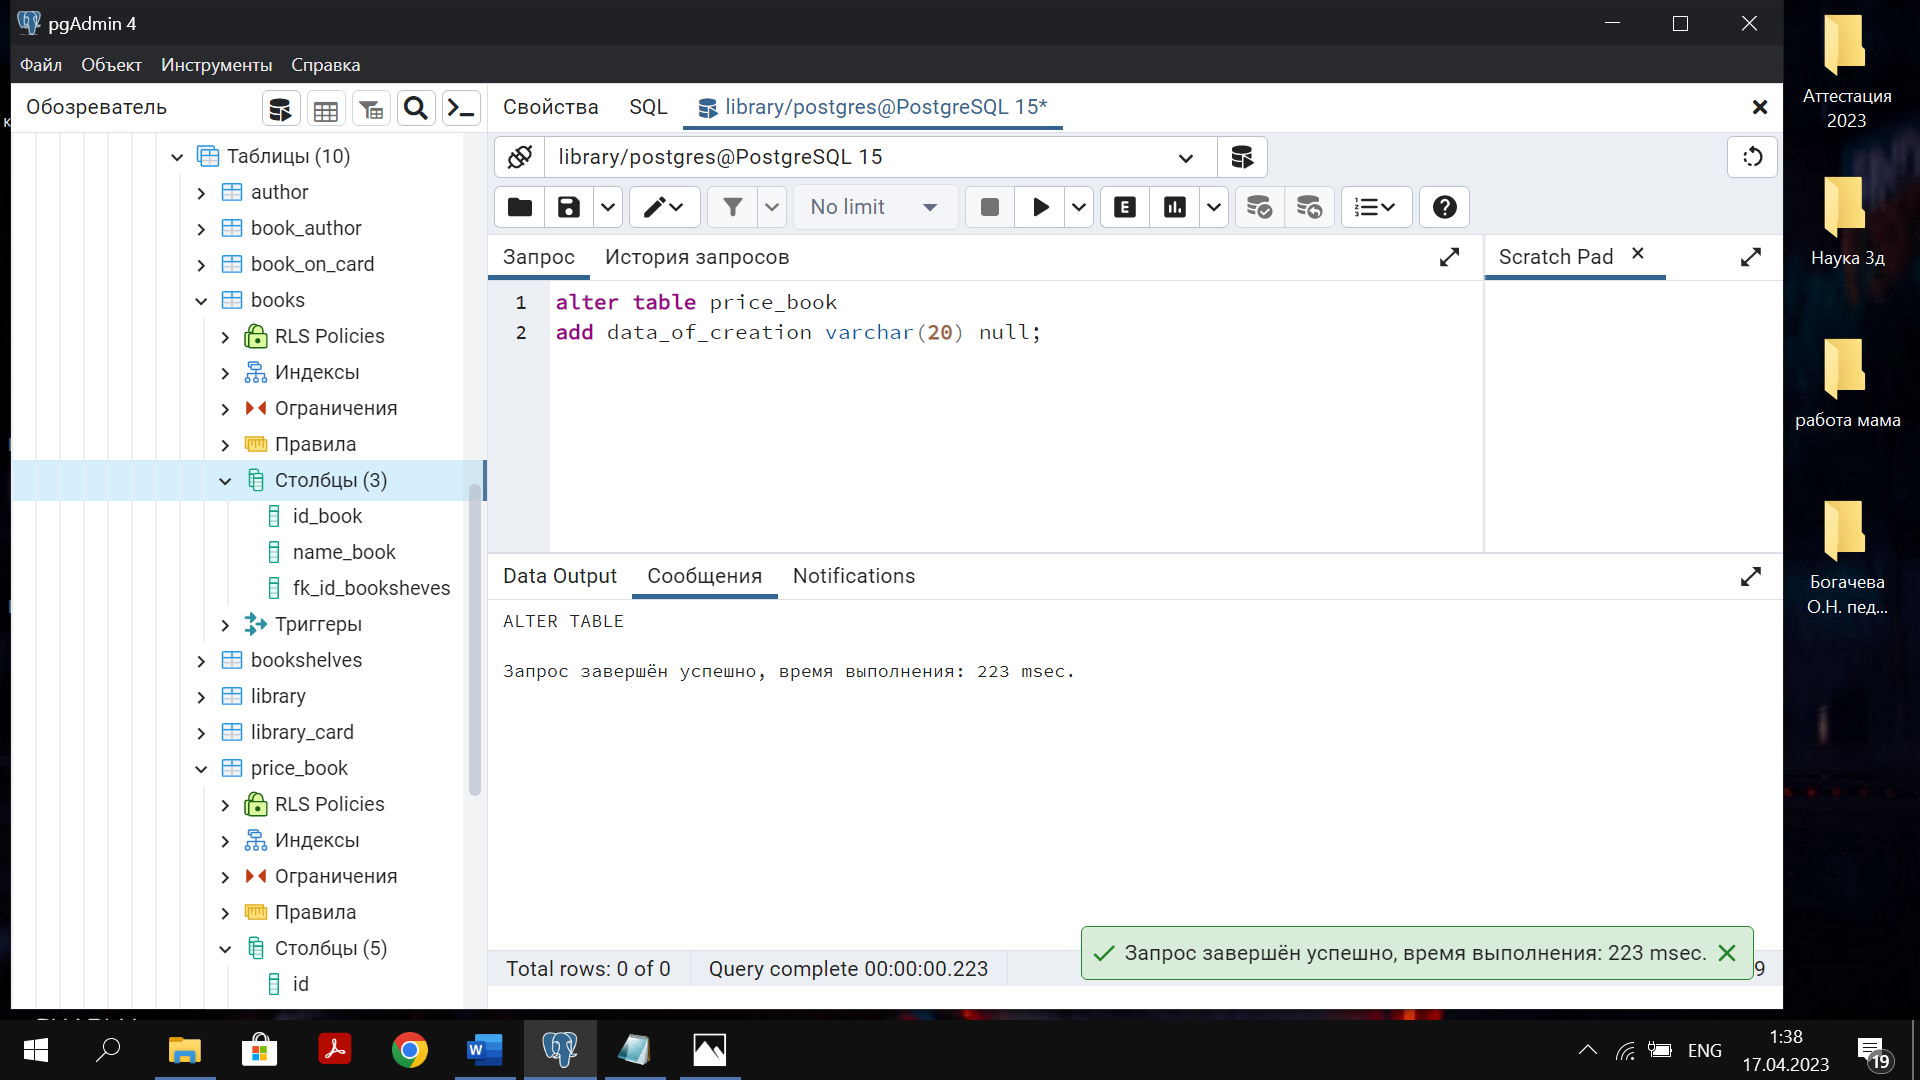 pgAdmin 4
Файл Объект Инструменты Справка
Обозреватель
Свойства SQL library/postgres@PostgreSQL 15*
library/postgres@PostgreSQL 15
No limit
E
Запрос История запросов
Scratch Pad
1 alter table price_book
2 add data_of_creation varchar(20) null;
Таблицы (10)
author
book_author
book_on_card
books
RLS Policies
Индексы
Ограничения
Правила
Столбцы (3)
id_book
name_book
fk_id_booksheves
Триггеры
bookshelves
library
library_card
price_book
RLS Policies
Индексы
Ограничения
Правила
Столбцы (5)
id
Data Output Сообщения Notifications
ALTER TABLE
Запрос завершён успешно, время выполнения: 223 msec.
Total rows: 0 of 0 Query complete 00:00:00.223
Запрос завершён успешно, время выполнения: 223 msec.
9
Аттестация
2023
Наука 3д
работа мама
Богачева
О.Н. пед...
W
ENG
1:38
17.04.2023
19